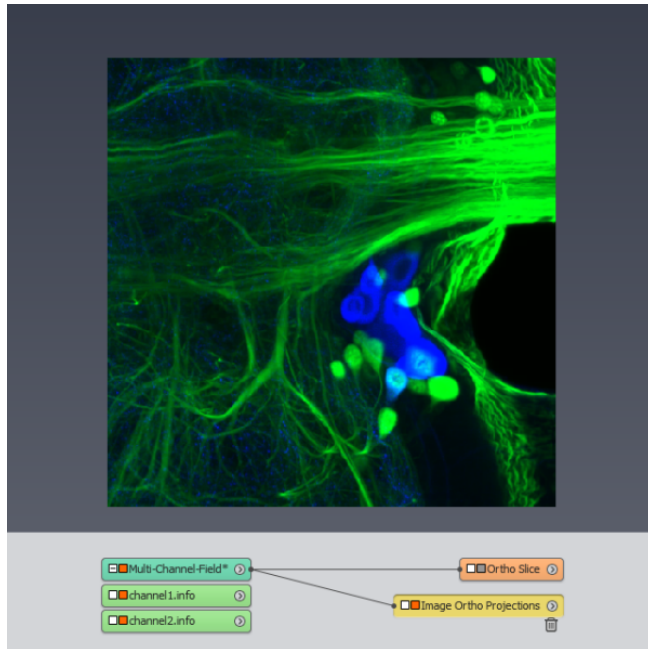 Multi-Channel-Field*
Ortho Slice
channel1.info
Image Ortho Projections
channel2.info